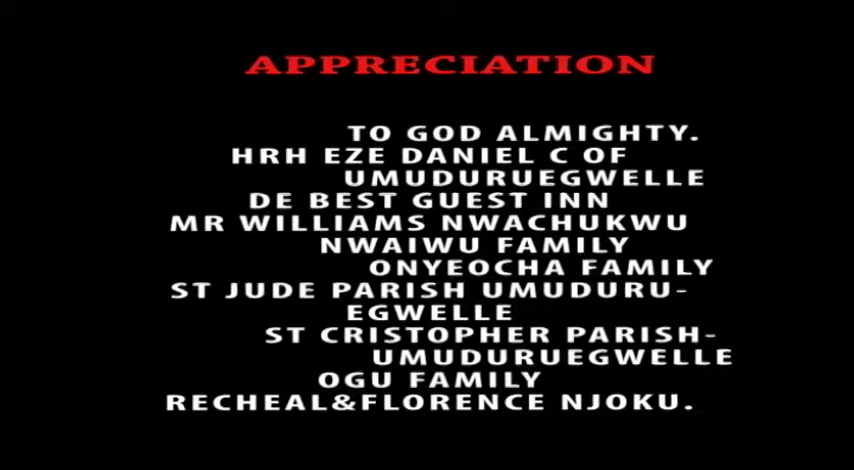 APPRECIATION
TO GOD ALMIGHTY.
HRH EZE DANIEL C OF
UMUDURUEGWELLE
DE BEST GUEST INN
MR WILLIAMS NWACHUKWU
NWAIWU FAMILY
ONYEOCHA FAMILY
ST JUDE PARISH UMUDURU-
EGWELLE
ST CRISTOPHER PARISH-
UMUDURUEGWELLE
OGU FAMILY
RECHEAL&FLORENCE NJOKU.